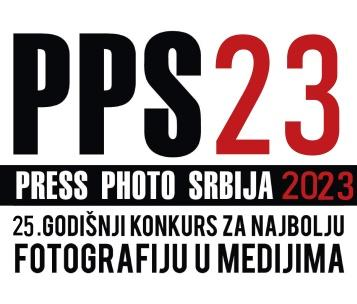 PPS23
PRESS PHOTO SRBIJA 2023
25.GODIŠNJI KONKURS ZA NAJBOLJU
FOTOGRAFIJU U MEDIJIMA